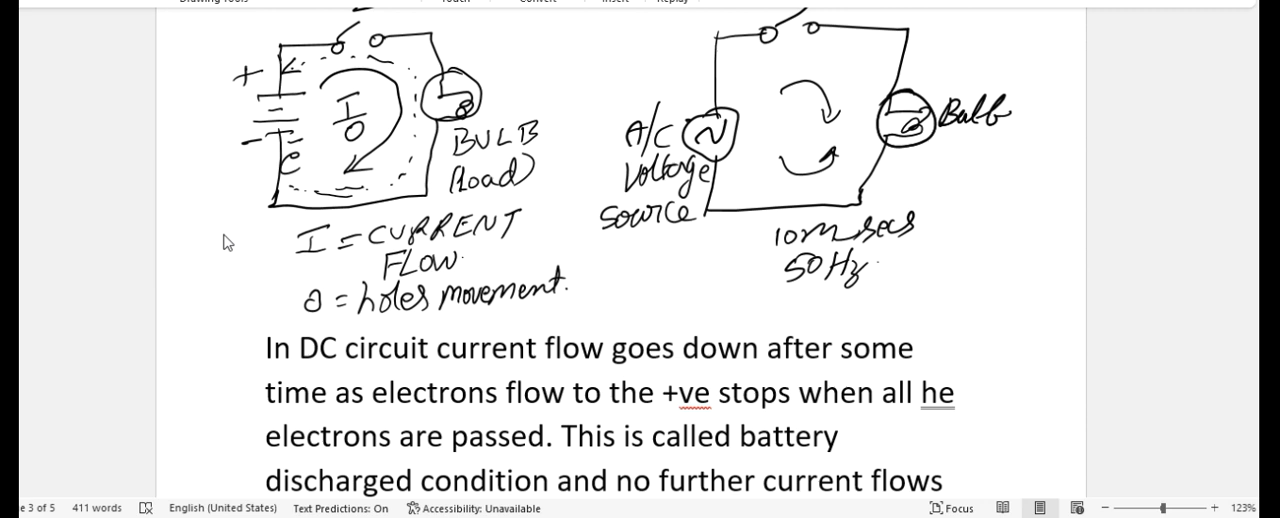 +
-
I
O
e
BULB
(Load)
I = CURRENT
FLOW.
O = holes movement.
A/C
Voltage
Source
Bulb
10m secs
50 Hz.
In DC circuit current flow goes down after some
time as electrons flow to the +ve stops when all he
electrons are passed. This is called battery
discharged condition and no further current flows
e 3 of 5 411 words English (United States) Text Predictions: On Accessibility: Unavailable Focus 123%